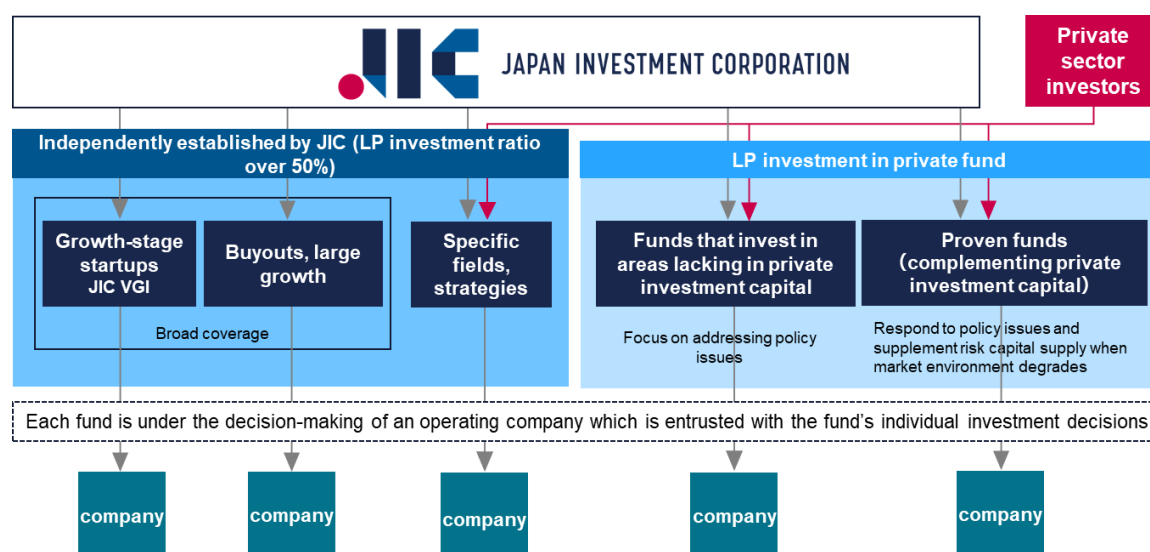 JIC JAPAN INVESTMENT CORPORATION
Private
sector
investors
Independently established by JIC (LP investment ratio
over 50%)
LP investment in private fund
Growth-stage
startups
JIC VGI
Buyouts, large
growth
Specific
fields,
strategies
Funds that invest in
areas lacking in private
investment capital
Proven funds
(complementing private
investment capital)
Broad coverage
Focus on addressing policy
issues
Respond to policy issues and
supplement risk capital supply when
market environment degrades
Each fund is under the decision-making of an operating company which is entrusted with the fund's individual investment decisions
company
company
company
company
company